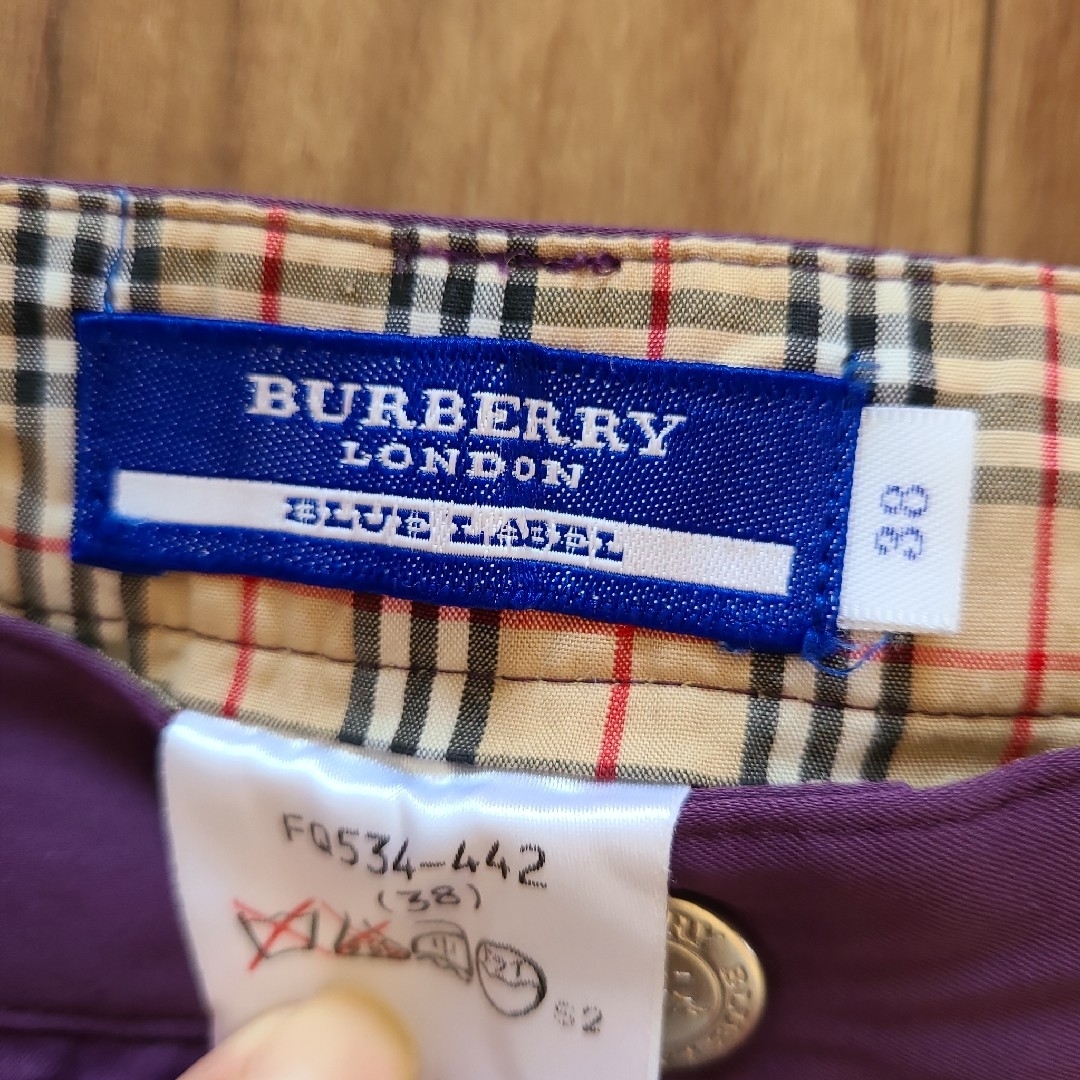 BURBERRY
LONDON
BLUE LABEL
38
FQ534-442
(38)
S2